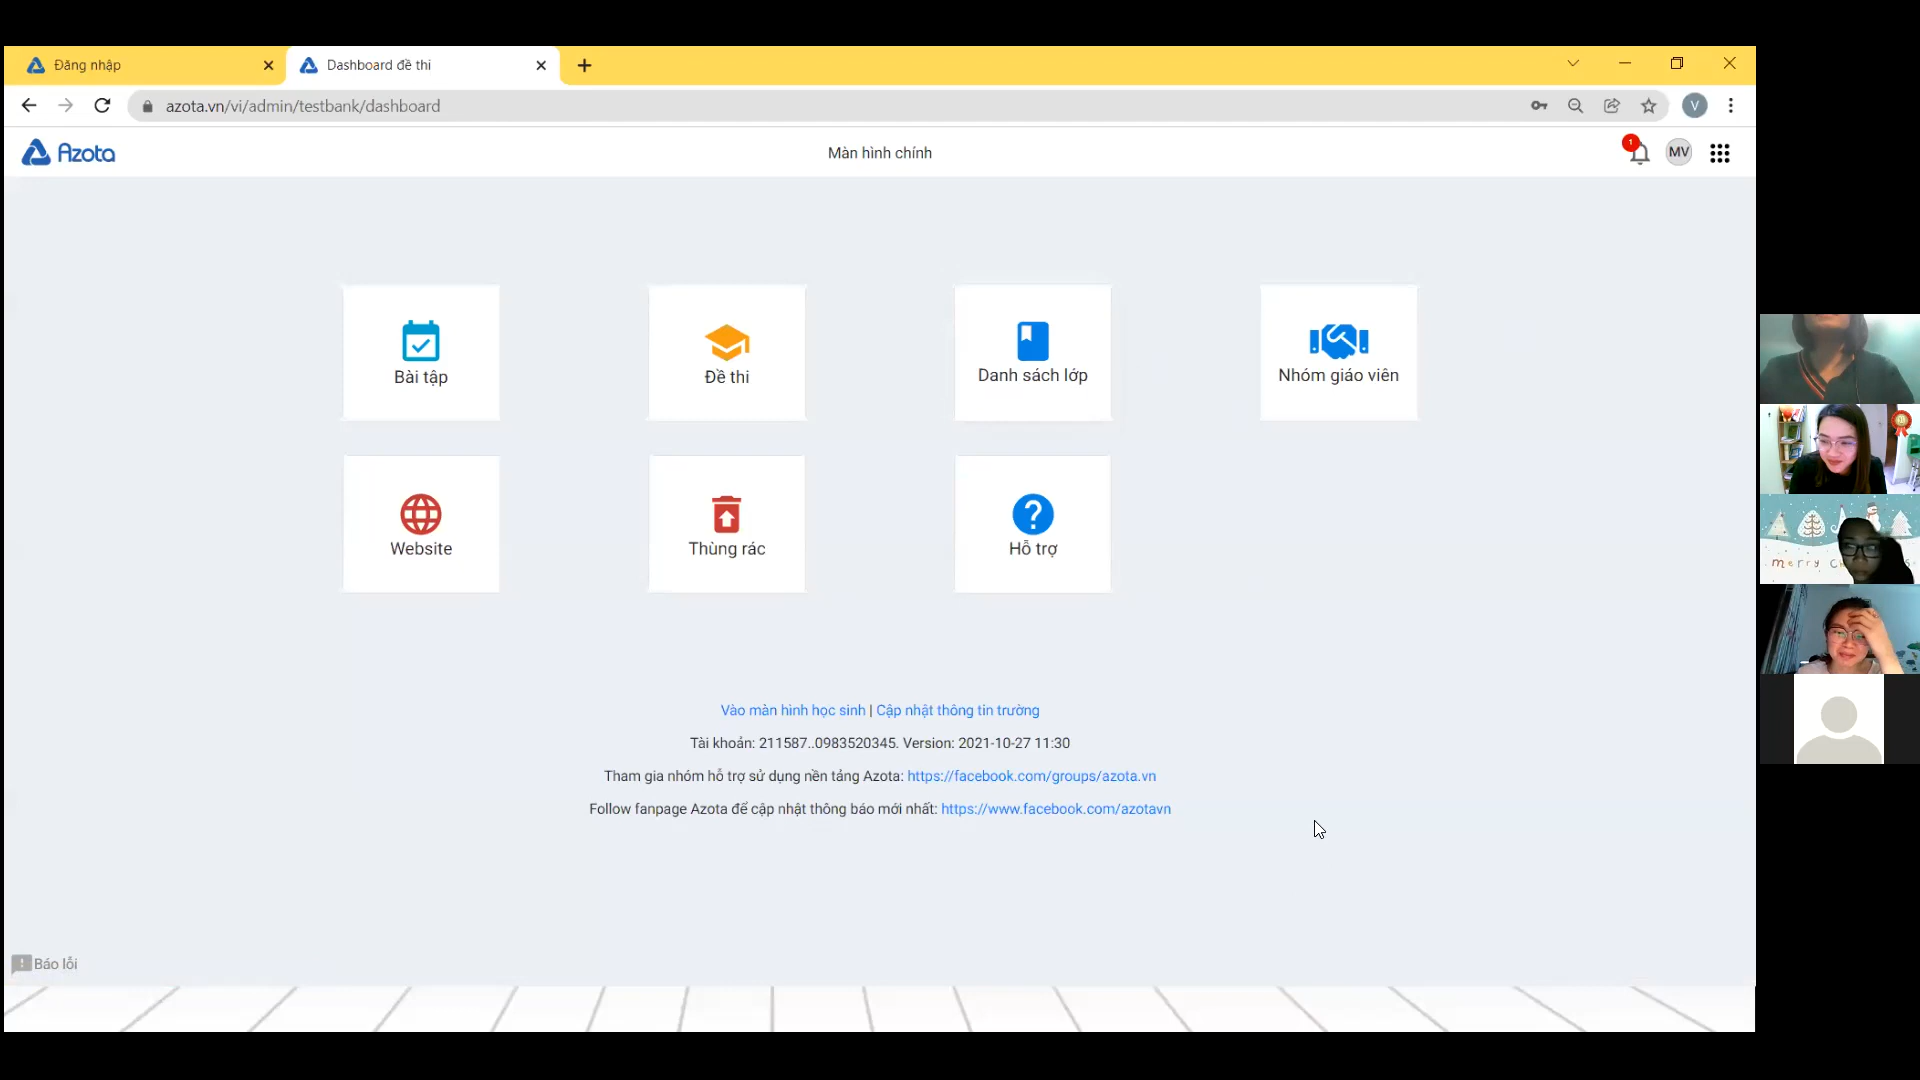 Đăng nhập
Dashboard đề thi
azota.vn/vi/admin/testbank/dashboard
V
Azota
Màn hình chính
1
MV
Bài tập
Đề thi
Danh sách lớp
Nhóm giáo viên
Website
Thùng rác
Hỗ trợ
Vào màn hình học sinh | Cập nhật thông tin trường
Tài khoản: 211587..0983520345. Version: 2021-10-27 11:30
Tham gia nhóm hỗ trợ sử dụng nền tảng Azota: https://facebook.com/groups/azota.vn
Follow fanpage Azota để cập nhật thông báo mới nhất: https://www.facebook.com/azotavn
Báo lỗi
merry